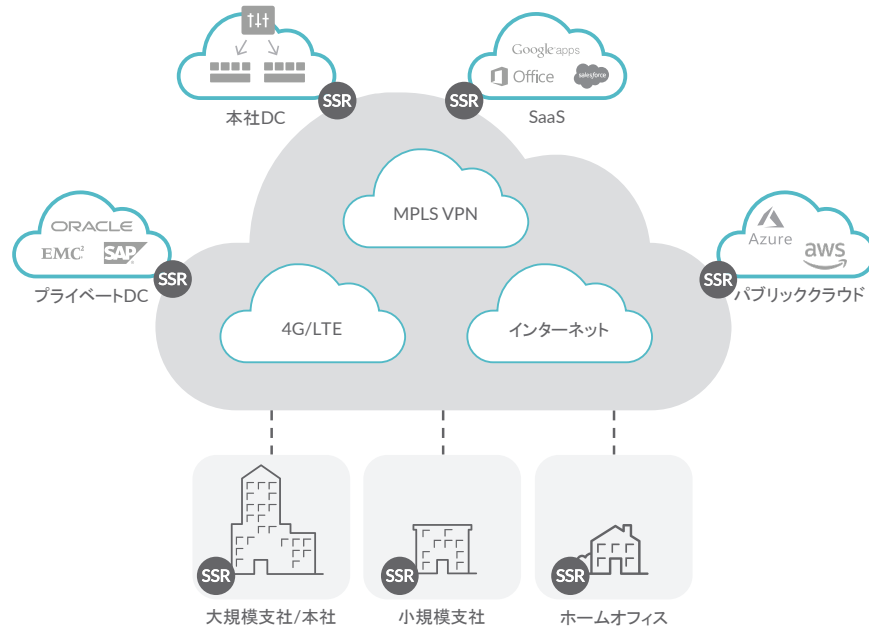 SSR
本社DC
Google apps
Office
salesforce
SSR
SaaS
ORACLE
EMC²
SAP
SSR
プライベートDC
MPLS VPN
4G/LTE
インターネット
Azure
aws
SSR
パブリッククラウド
SSR
大規模支社/本社
SSR
小規模支社
SSR
ホームオフィス